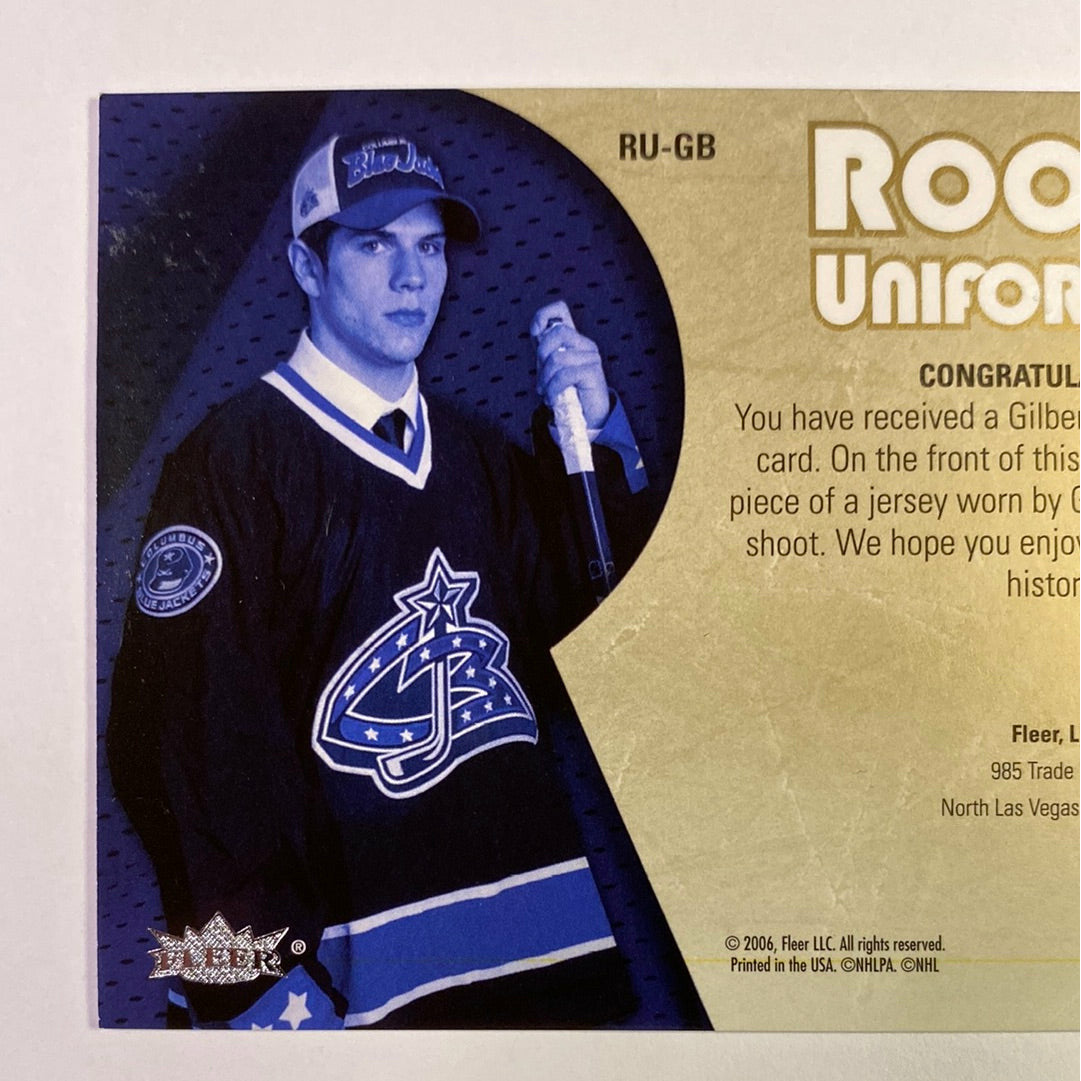 COLUMBUS
Blue Jackets
COLUMBUS
BLUE JACKETS
FLEER®
RU-GB
ROO
UNIFOR
CONGRATUL
You have received a Gilber
card. On the front of this
piece of a jersey worn by G
shoot. We hope you enjoy
histor
Fleer, L
985 Trade
North Las Vegas
© 2006, Fleer LLC. All rights reserved.
Printed in the USA. ©NHLPA. ©NHL